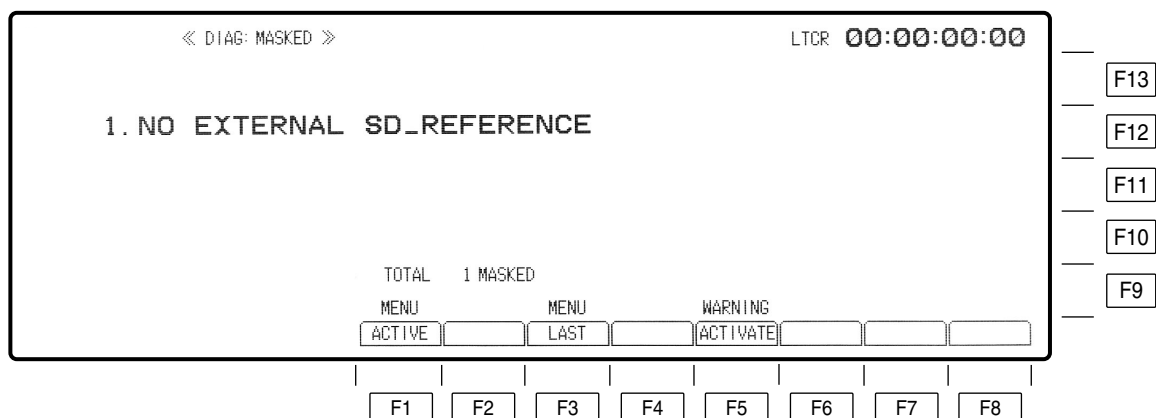 ≪ DIAG: MASKED ≫ LTCR 00:00:00:00
F13
1. NO EXTERNAL SD_REFERENCE
F12
F11
F10
TOTAL 1 MASKED
F9
MENU MENU WARNING
ACTIVE LAST ACTIVATE
F1 F2 F3 F4 F5 F6 F7 F8